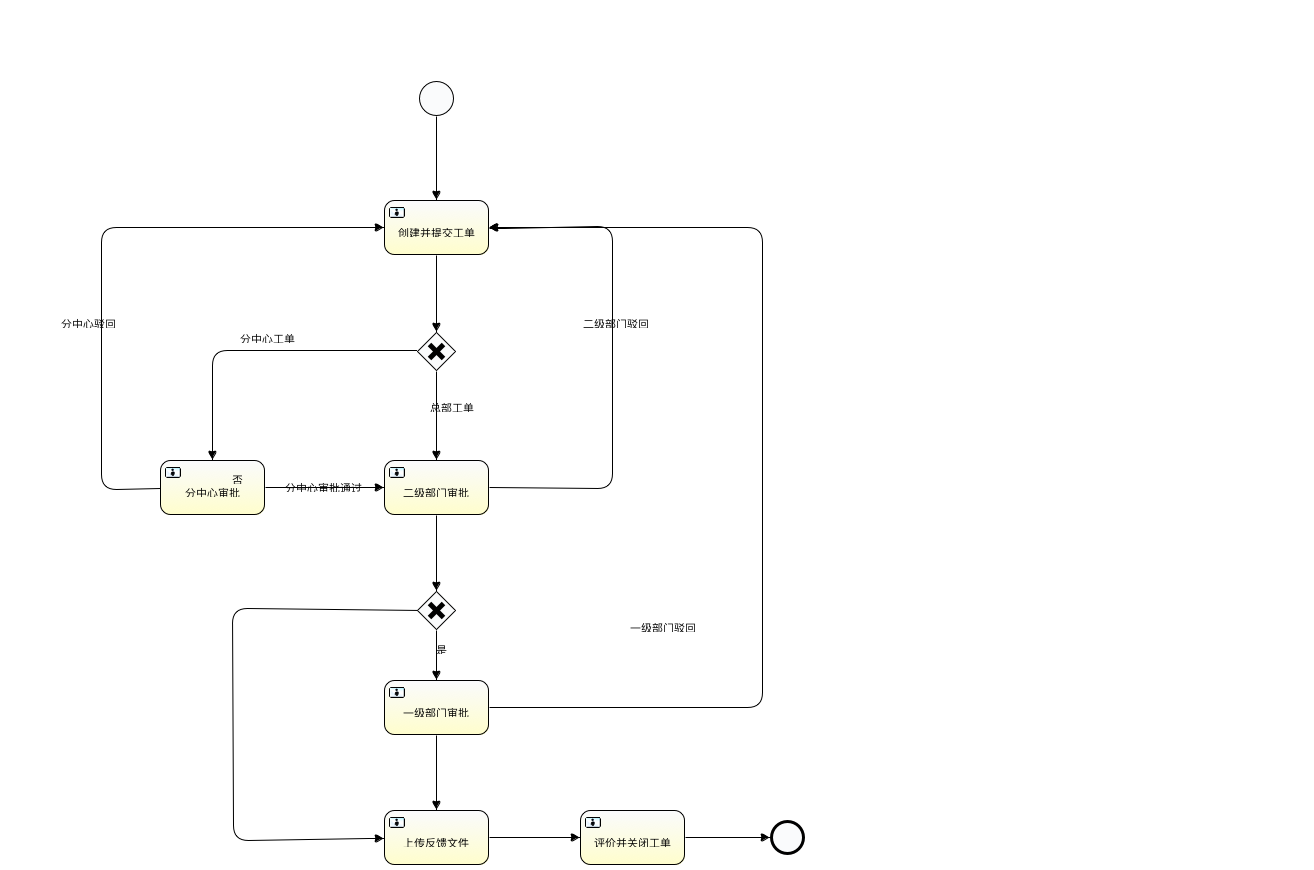 创建并提交工单
分中心驳回
二级部门驳回
分中心工单
总部工单
否
分中心审批
分中心审批通过
二级部门审批
一级部门驳回
是
一级部门审批
上传反馈文件
评价并关闭工单